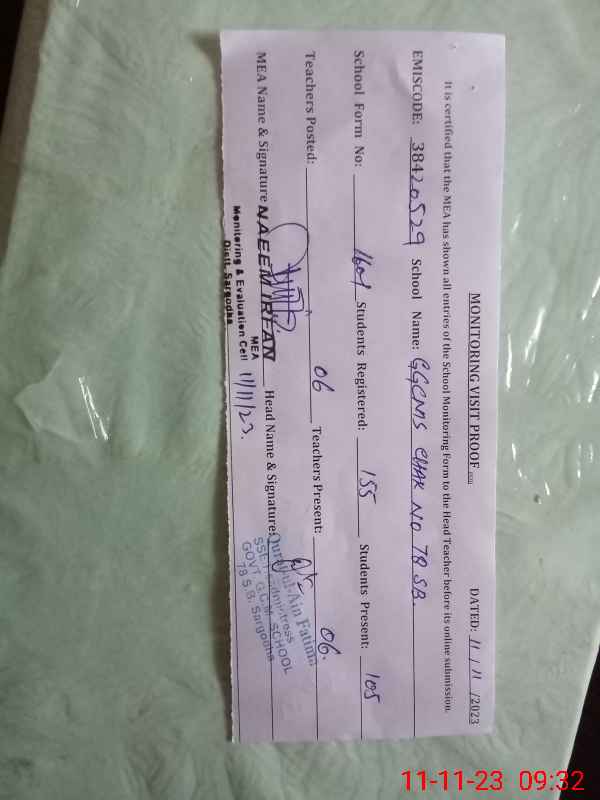 MONITORING VISIT PROOF
DATED: 11 / 11 /2023
It is certified that the MEA has shown all entries of the School Monitoring Form to the Head Teacher before its online submission.
EMISCODE: 38420529 School Name: GGCMS CHAK NO 78 SB.
School Form No: 1601 Students Registered: 155 Students Present: 105
Teachers Posted: 06 Teachers Present: 06.
MEA Name & Signature NAEEM IRFAN Head Name & Signature:
MEA
Monitoring & Evaluation Cell 11/11/23.
Distt. Sargodha
Qurat-ul-Ain Fatima
SSE
GOVT. G.C.M. SCHOOL
78 S.B. Sargodha
11-11-23 09:32